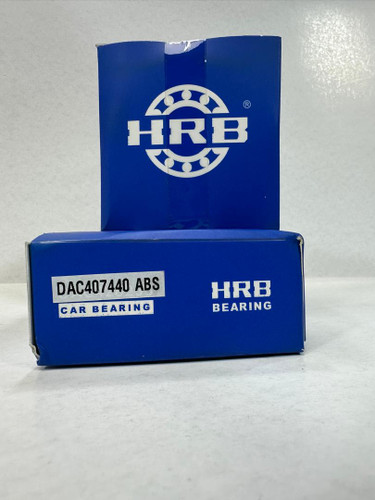 HRB
®
DAC407440 ABS
CAR BEARING
HRB
BEARING